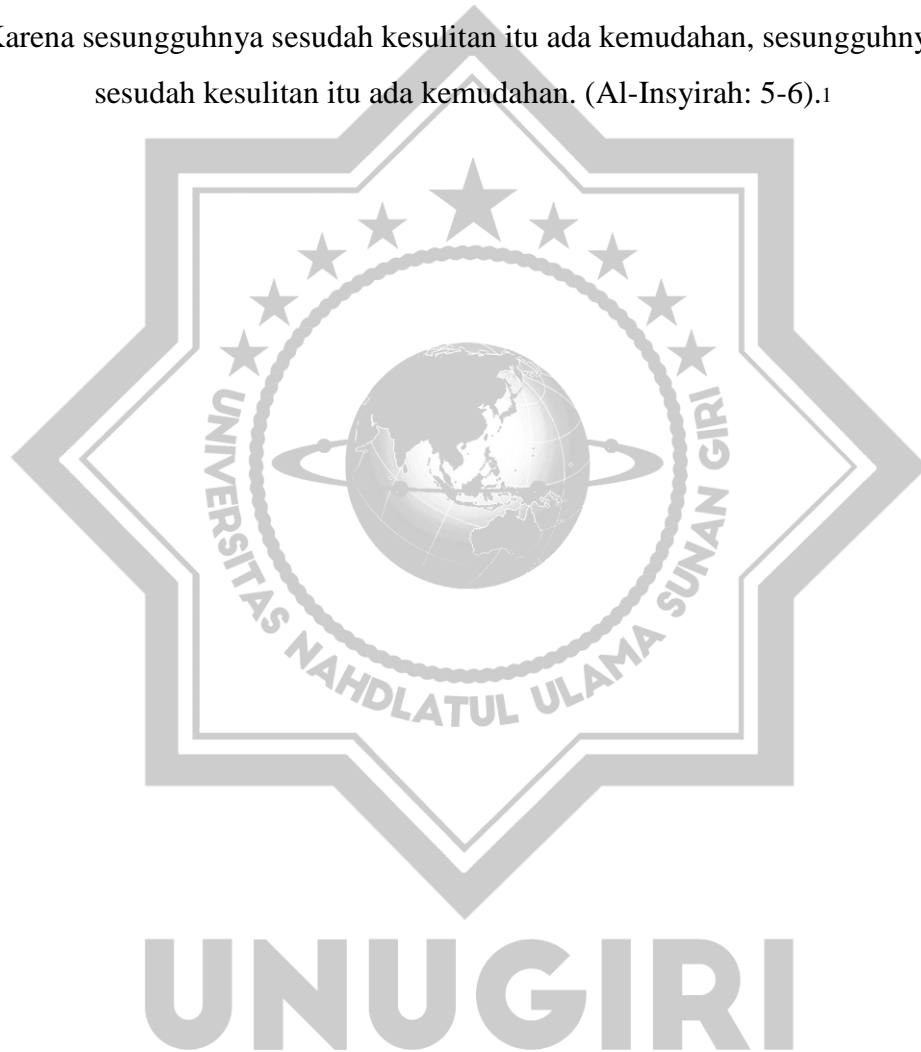 Karena sesungguhnya sesudah kesulitan itu ada kemudahan, sesungguhny
sesudah kesulitan itu ada kemudahan. (Al-Insyirah: 5-6).1
UNIVERSITAS NAHDLATUL ULAMA SUNAN GIRI
UNUGIRI